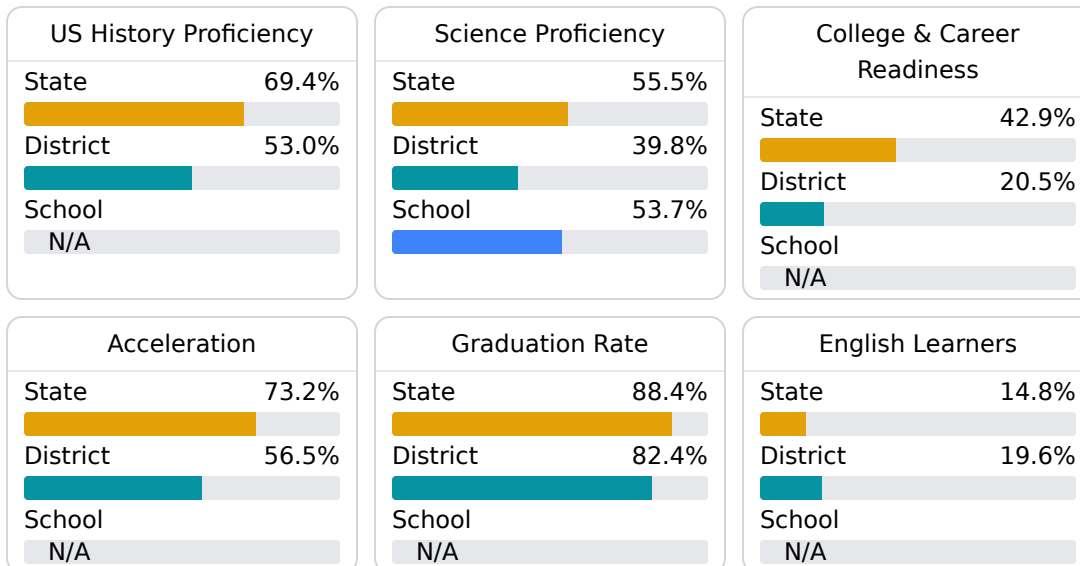 US History Proficiency
State 69.4%
District 53.0%
School
N/A
Science Proficiency
State 55.5%
District 39.8%
School 53.7%
College & Career
Readiness
State 42.9%
District 20.5%
School
N/A
Acceleration
State 73.2%
District 56.5%
School
N/A
Graduation Rate
State 88.4%
District 82.4%
School
N/A
English Learners
State 14.8%
District 19.6%
School
N/A